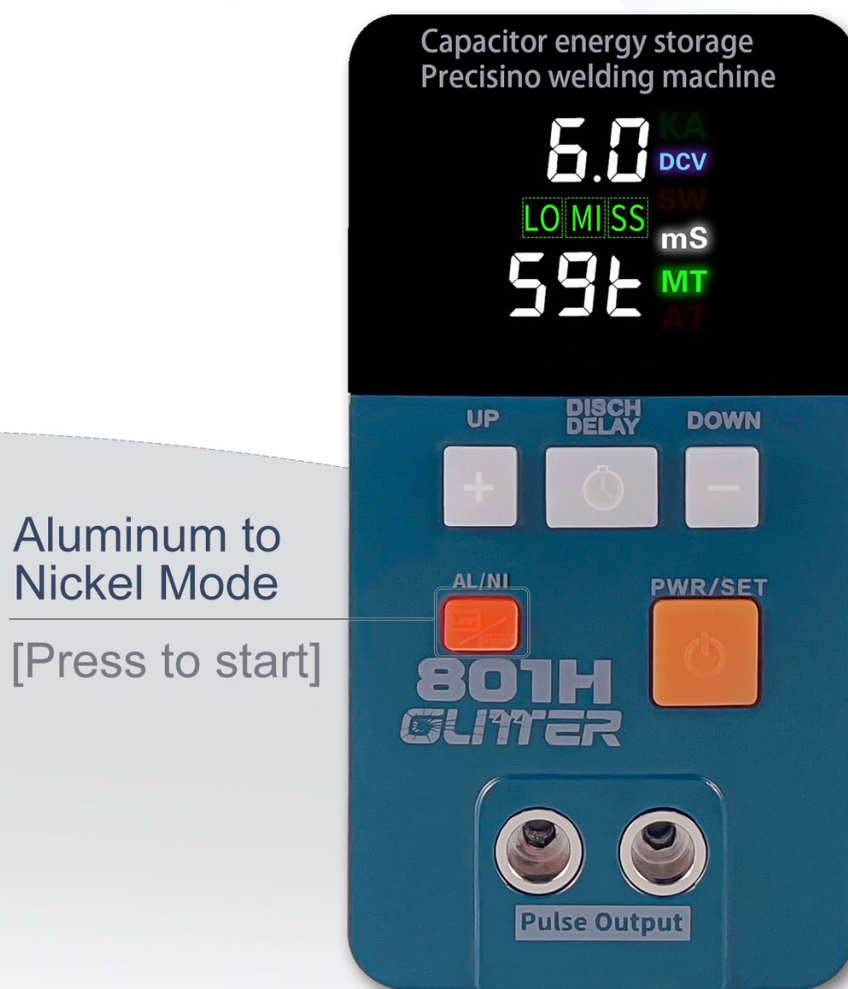 Capacitor energy storage
Precisino welding machine
6.0 KA
DCV
SW
LO MI SS
mS
59t MT
AT
UP DISCH DELAY DOWN
+ −
Aluminum to
Nickel Mode
[Press to start]
AL/NI PWR/SET
801H
GLITTER
Pulse Output